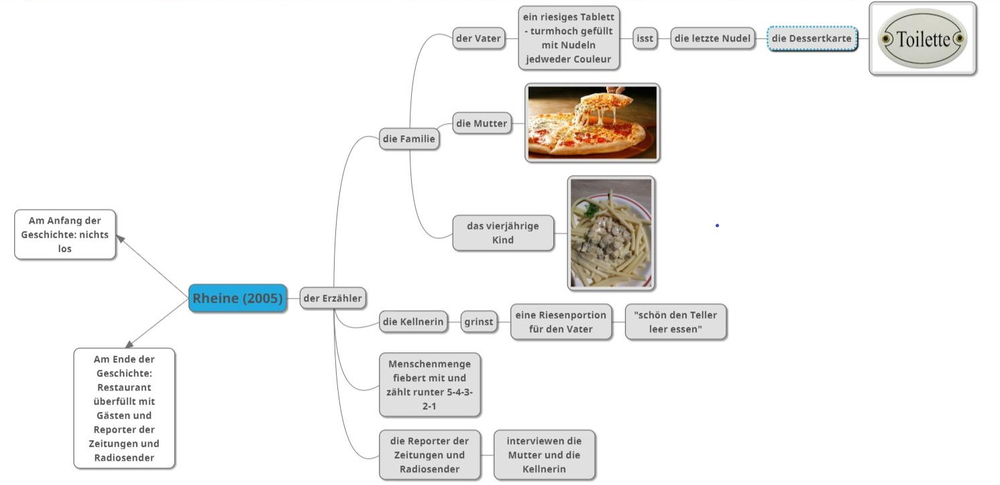 der Vater
ein riesiges Tablett
- turmhoch gefüllt
mit Nudeln
jedweder Couleur
isst
die letzte Nudel
die Dessertkarte
Toilette
die Familie
die Mutter
das vierjährige
Kind
Am Anfang der
Geschichte: nichts
los
Rheine (2005)
der Erzähler
die Kellnerin
grinst
eine Riesenportion
für den Vater
"schön den Teller
leer essen"
Am Ende der
Geschichte:
Restaurant
überfüllt mit
Gästen und
Reporter der
Zeitungen und
Radiosender
Menschenmenge
fiebert mit und
zählt runter 5-4-3-
2-1
die Reporter der
Zeitungen und
Radiosender
interviewen die
Mutter und die
Kellnerin